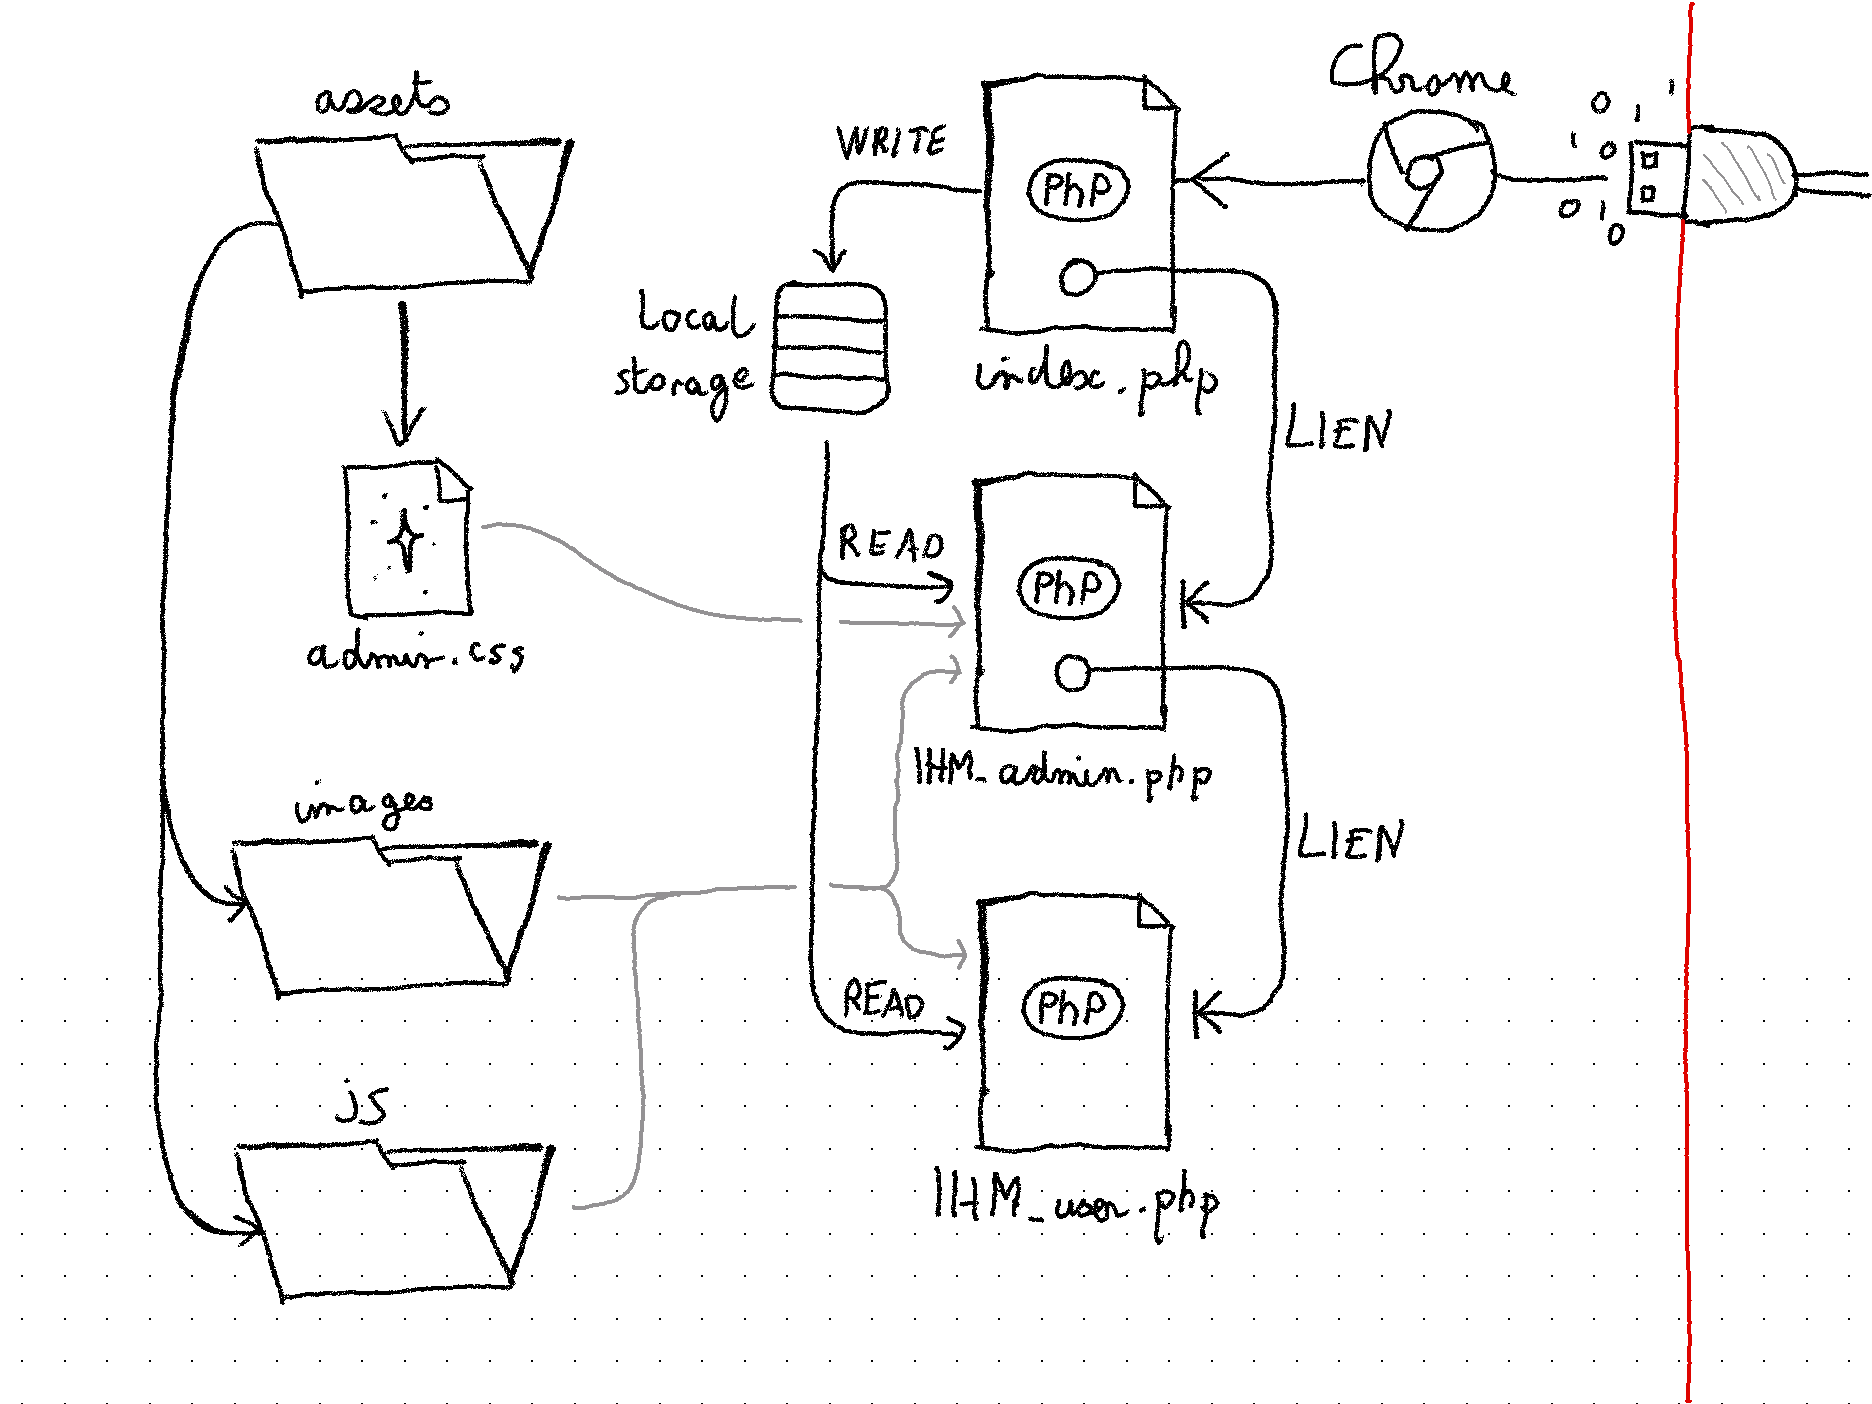 assets
WRITE
PhP
Chrome
0 1 1
1 0
0 1 0
Local
storage
index.php
LIEN
READ
PhP
admin.css
IHM_admin.php
images
LIEN
READ
PhP
js
IHM_user.php